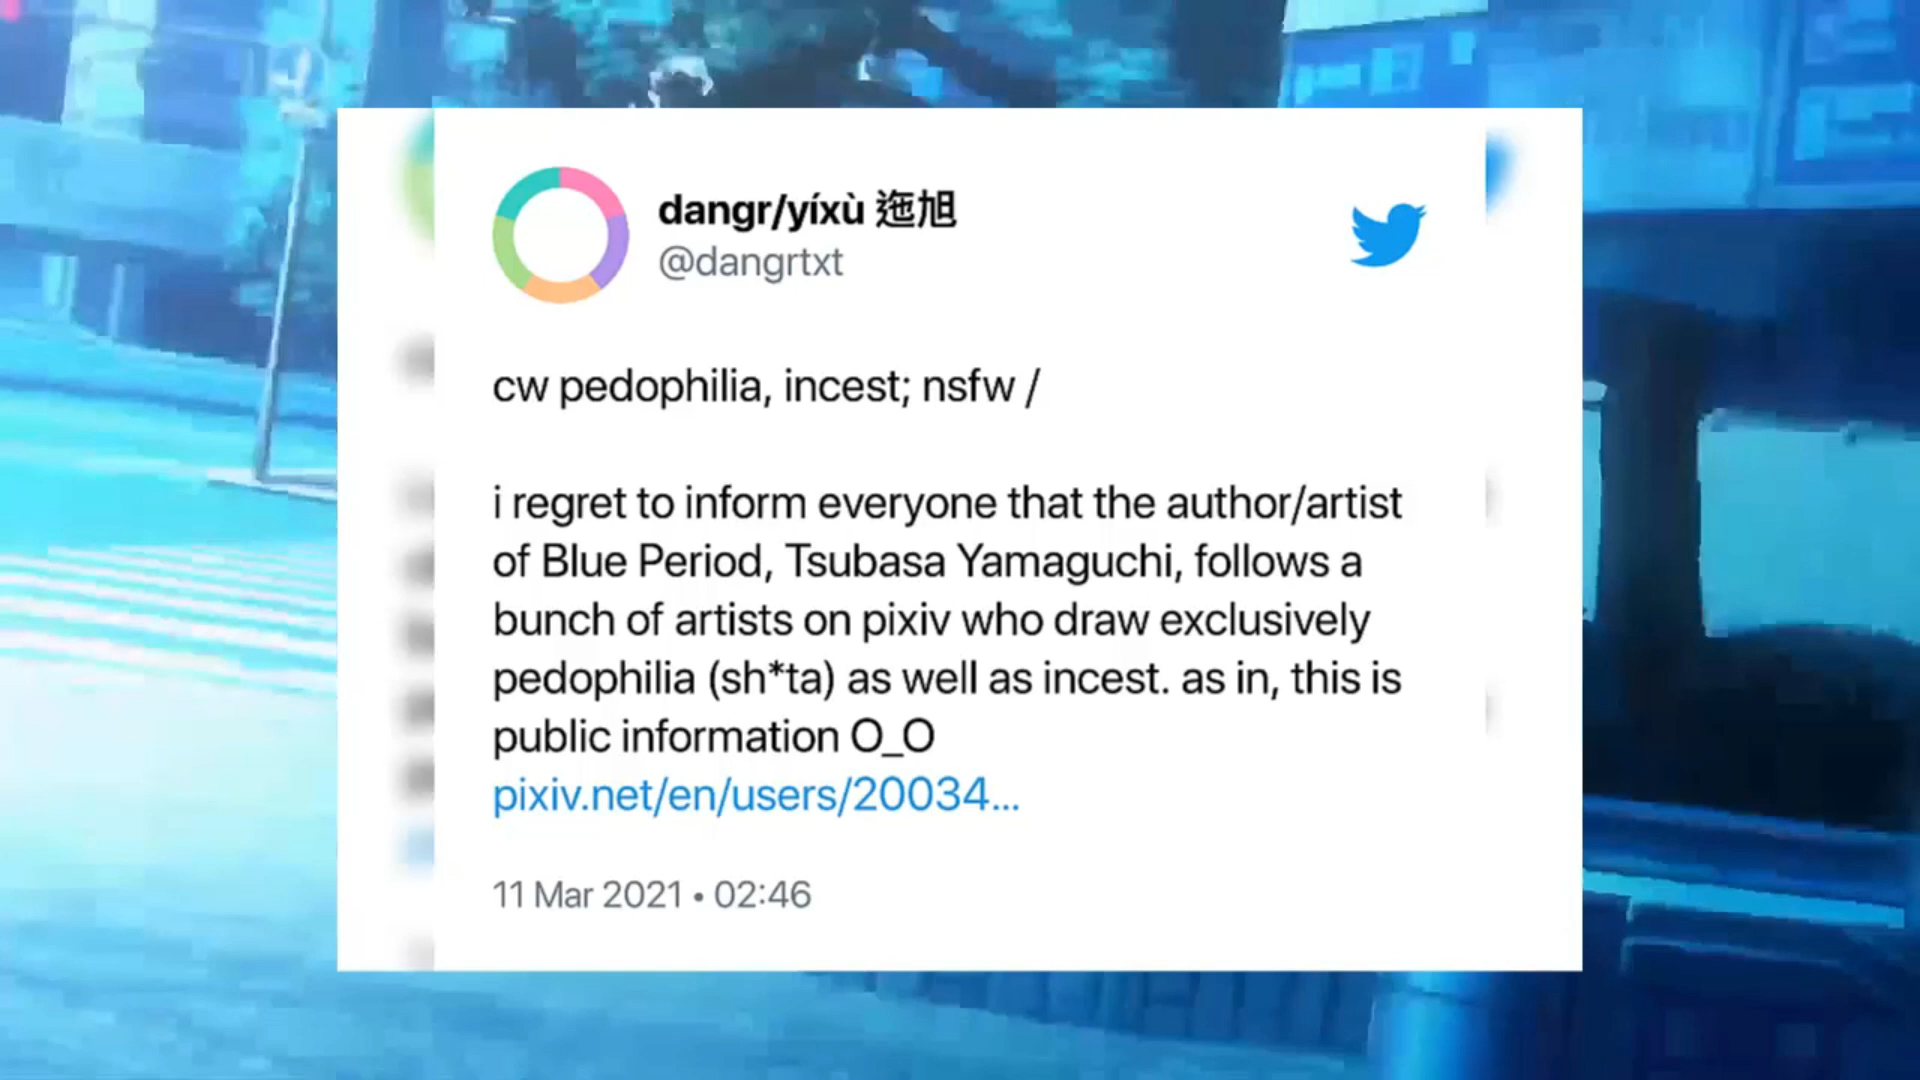 dangr/yíxù 迤旭
@dangrtxt
cw pedophilia, incest; nsfw /
i regret to inform everyone that the author/artist
of Blue Period, Tsubasa Yamaguchi, follows a
bunch of artists on pixiv who draw exclusively
pedophilia (sh*ta) as well as incest. as in, this is
public information O_O
pixiv.net/en/users/20034...
11 Mar 2021 • 02:46